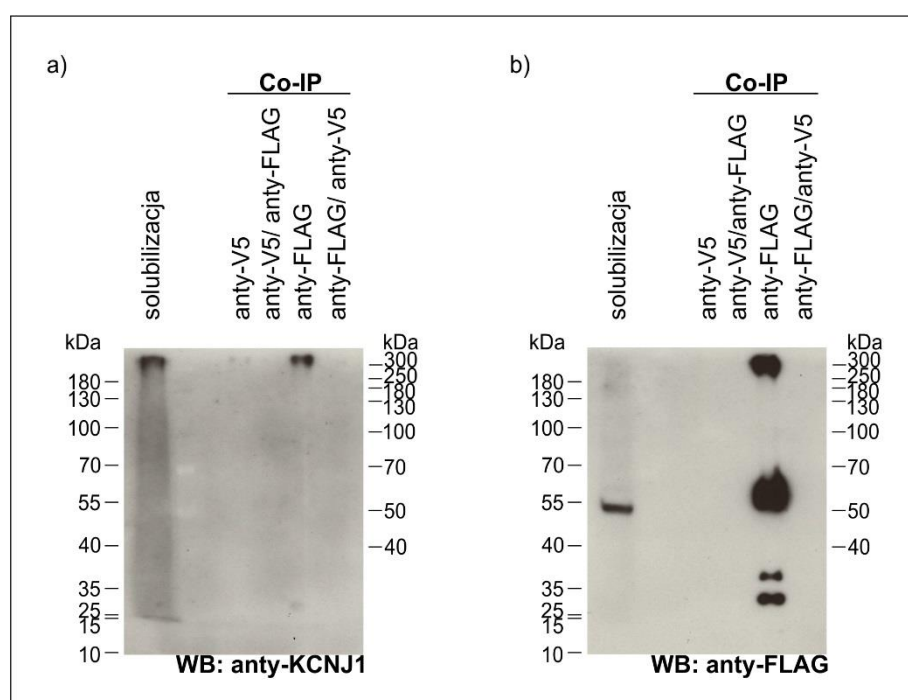 a)
Co-IP
solubilizacja
anty-V5
anty-V5/ anty-FLAG
anty-FLAG
anty-FLAG/ anty-V5
kDa
180
130
100
70
55
40
35
25
15
10
kDa
300
250
180
130
100
70
50
40
WB: anty-KCNJ1
b)
Co-IP
solubilizacja
anty-V5
anty-V5/anty-FLAG
anty-FLAG
anty-FLAG/anty-V5
kDa
180
130
100
70
55
40
35
25
15
10
kDa
300
250
180
130
100
70
50
40
WB: anty-FLAG